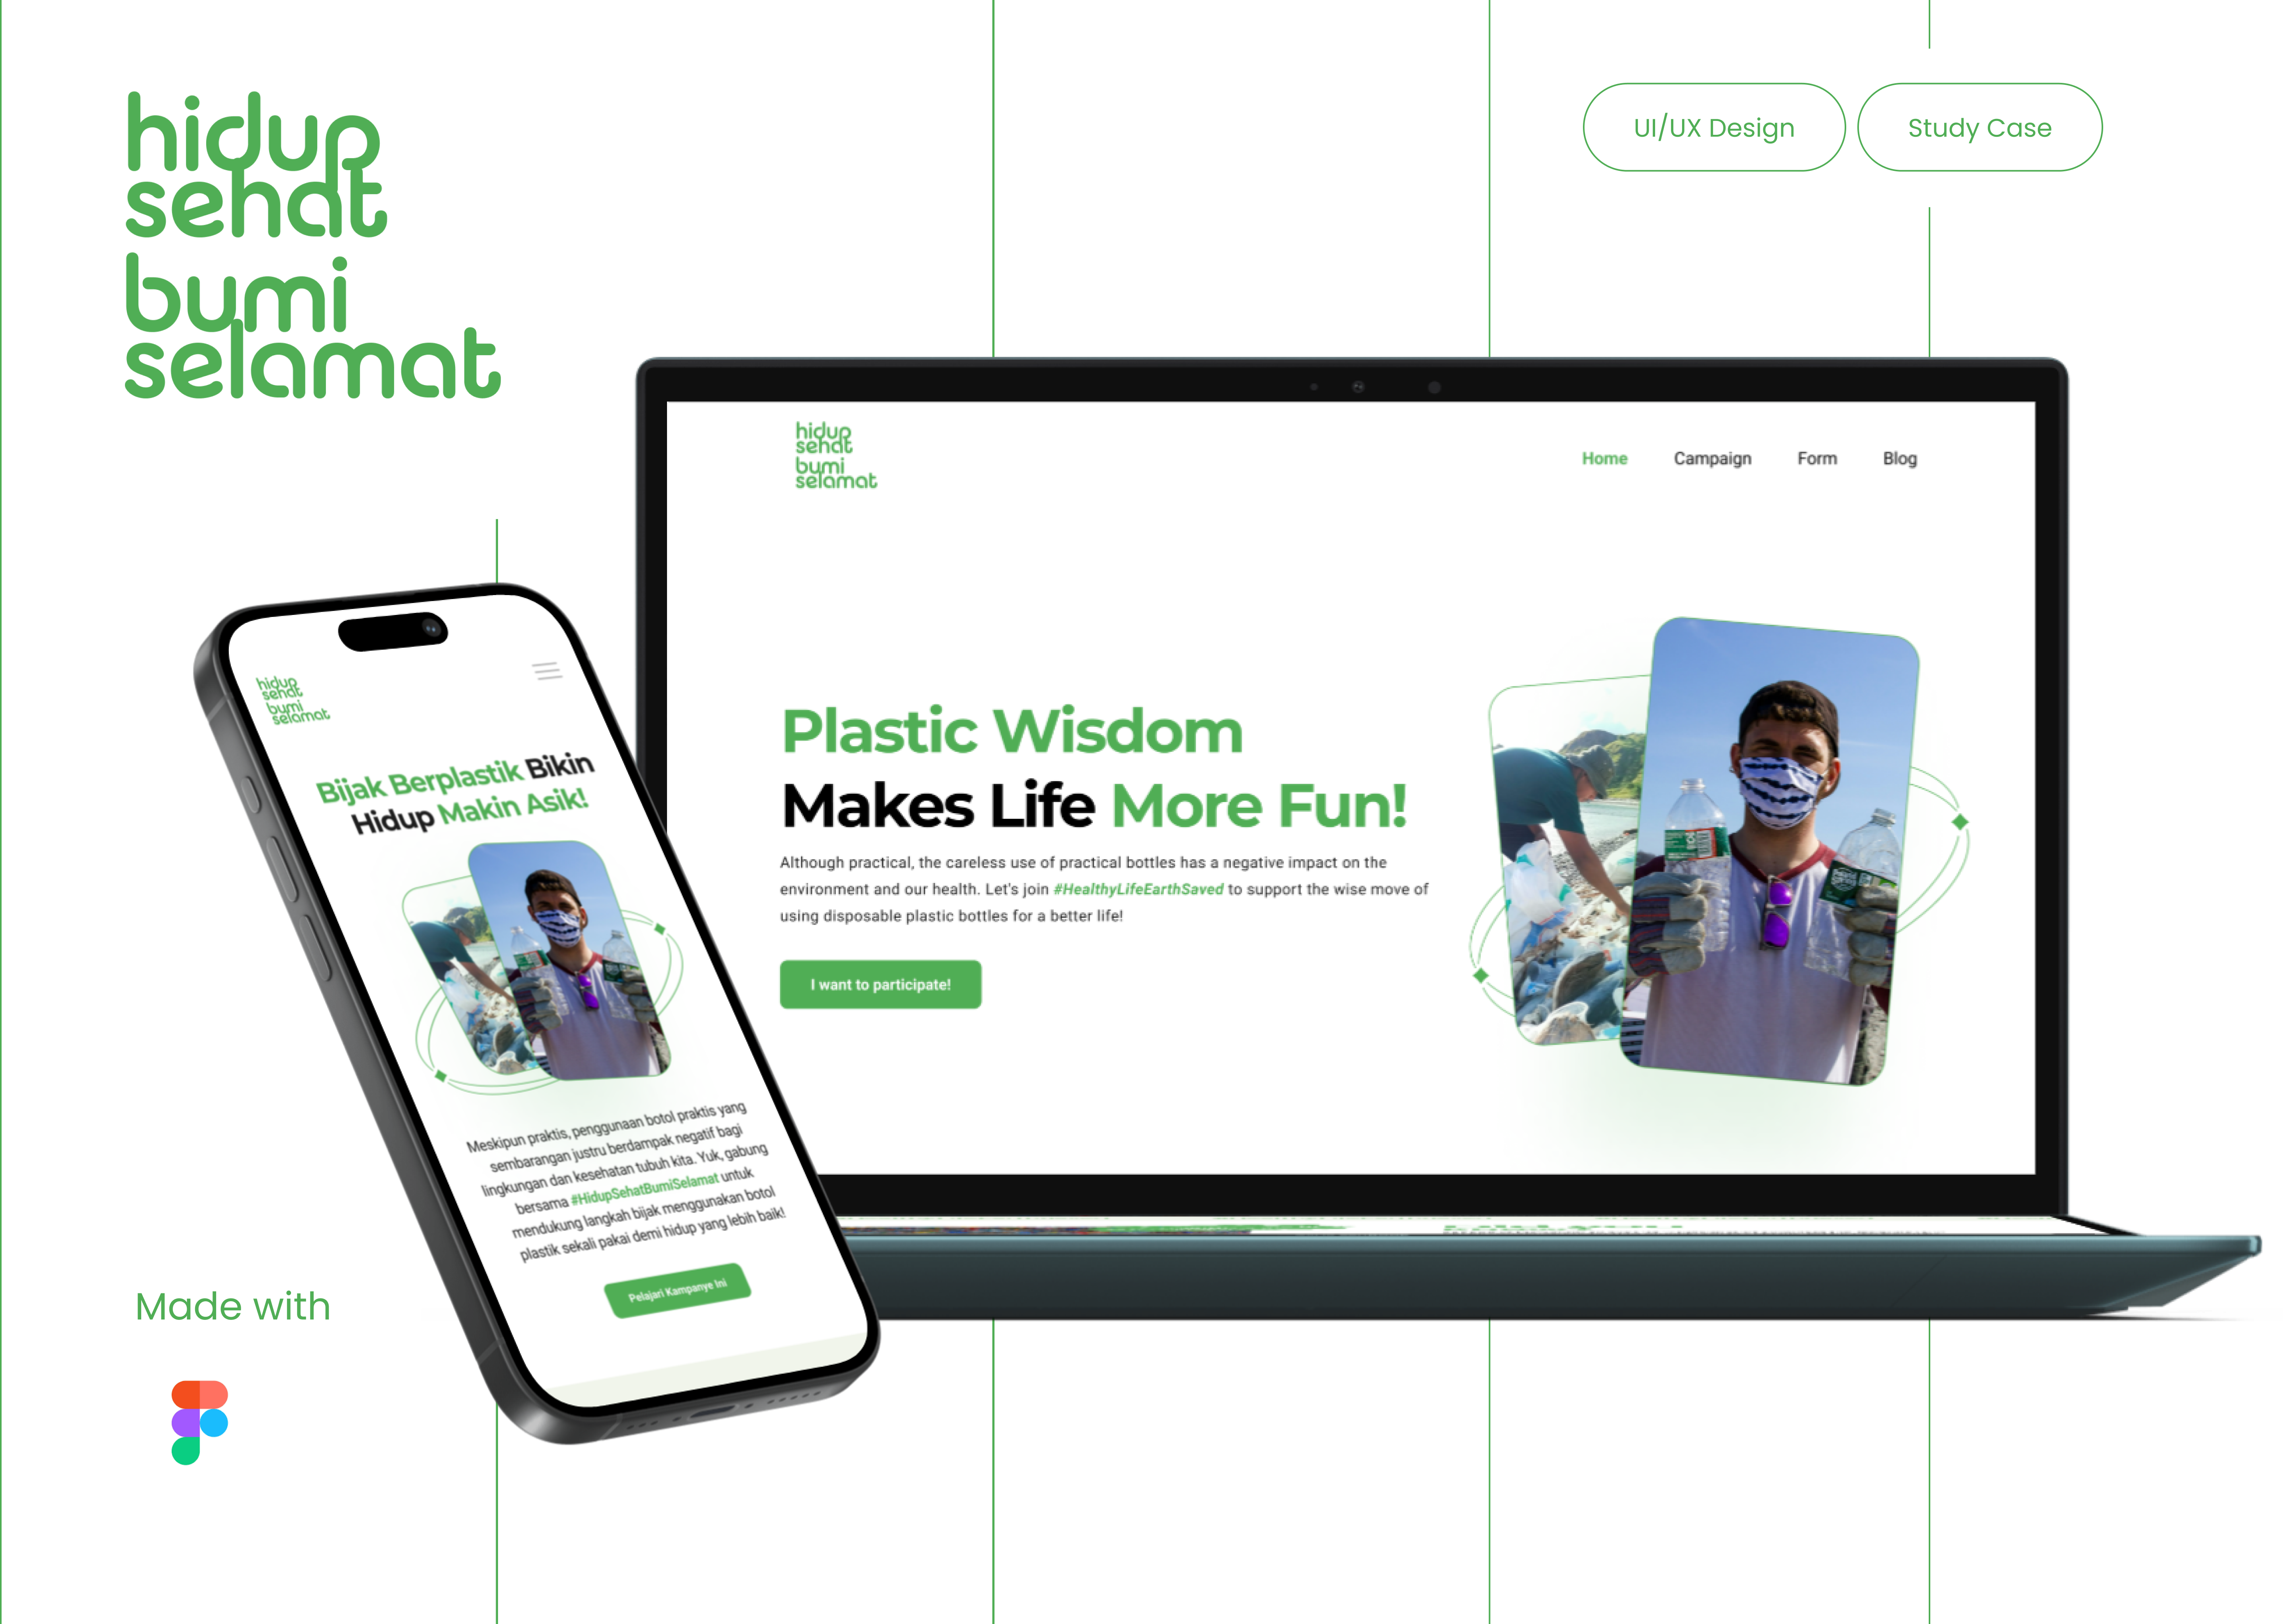 hidup
sehat
bumi
selamat
UI/UX Design
Study Case
hidup
sehat
bumi
selamat
Home
Campaign
Form
Blog
Plastic Wisdom
Makes Life More Fun!
Although practical, the careless use of practical bottles has a negative impact on the
environment and our health. Let's join #HealthyLifeEarthSaved to support the wise move of
using disposable plastic bottles for a better life!
I want to participate!
hidup
sehat
bumi
selamat
Bijak Berplastik Bikin
Hidup Makin Asik!
Meskipun praktis, penggunaan botol praktis yang
sembarangan justru berdampak negatif bagi
lingkungan dan kesehatan tubuh kita. Yuk, gabung
bersama #HidupSehatBumiSelamat untuk
mendukung langkah bijak menggunakan botol
plastik sekali pakai demi hidup yang lebih baik!
Pelajari Kampanye Ini
Made with